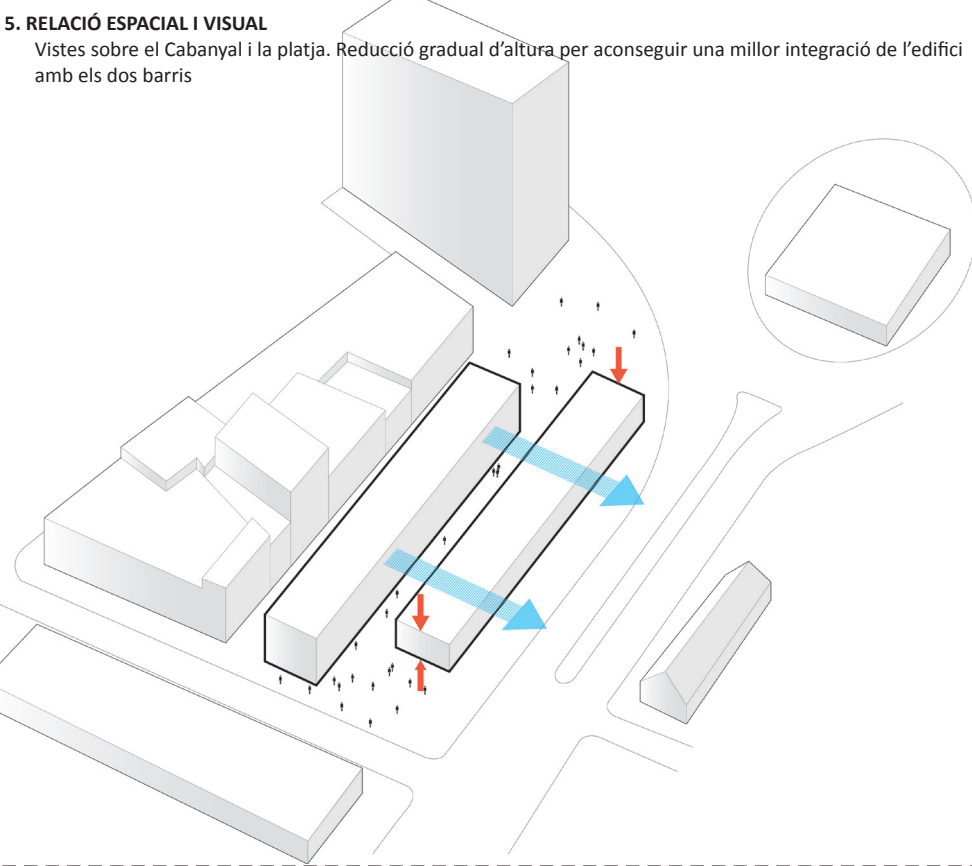 5. RELACIÓ ESPACIAL I VISUAL
Vistes sobre el Cabanyal i la platja. Reducció gradual d’altura per aconseguir una millor integració de l’edifici
amb els dos barris